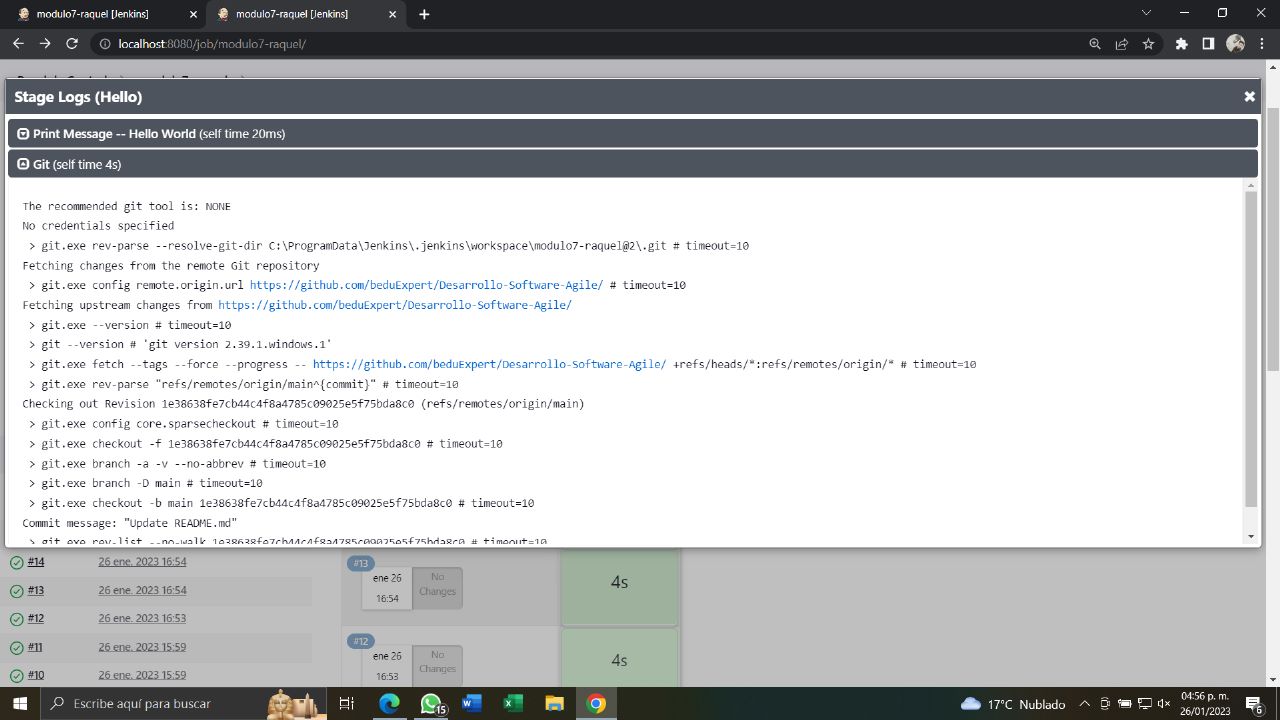 modulo7-raquel [Jenkins]
modulo7-raquel [Jenkins]
localhost:8080/job/modulo7-raquel/
Stage Logs (Hello)
Print Message -- Hello World (self time 20ms)
Git (self time 4s)
The recommended git tool is: NONE
No credentials specified
> git.exe rev-parse --resolve-git-dir C:\ProgramData\Jenkins\.jenkins\workspace\modulo7-raquel@2\.git # timeout=10
Fetching changes from the remote Git repository
> git.exe config remote.origin.url https://github.com/beduExpert/Desarrollo-Software-Agile/ # timeout=10
Fetching upstream changes from https://github.com/beduExpert/Desarrollo-Software-Agile/
> git.exe --version # timeout=10
> git --version # 'git version 2.39.1.windows.1'
> git.exe fetch --tags --force --progress -- https://github.com/beduExpert/Desarrollo-Software-Agile/ +refs/heads/*:refs/remotes/origin/* # timeout=10
> git.exe rev-parse "refs/remotes/origin/main^{commit}" # timeout=10
Checking out Revision 1e38638fe7cb44c4f8a4785c09025e5f75bda8c0 (refs/remotes/origin/main)
> git.exe config core.sparsecheckout # timeout=10
> git.exe checkout -f 1e38638fe7cb44c4f8a4785c09025e5f75bda8c0 # timeout=10
> git.exe branch -a -v --no-abbrev # timeout=10
> git.exe branch -D main # timeout=10
> git.exe checkout -b main 1e38638fe7cb44c4f8a4785c09025e5f75bda8c0 # timeout=10
Commit message: "Update README.md"
> git.exe rev-list --no-walk 1e38638fe7cb44c4f8a4785c09025e5f75bda8c0 # timeout=10
#14 26 ene. 2023 16:54
#13 26 ene. 2023 16:54
#12 26 ene. 2023 16:53
#11 26 ene. 2023 15:59
#10 26 ene. 2023 15:59
#13
ene 26
16:54
No
Changes
4s
#12
ene 26
16:53
No
Changes
4s
Escribe aquí para buscar
15
17°C Nublado
04:56 p. m.
26/01/2023
6